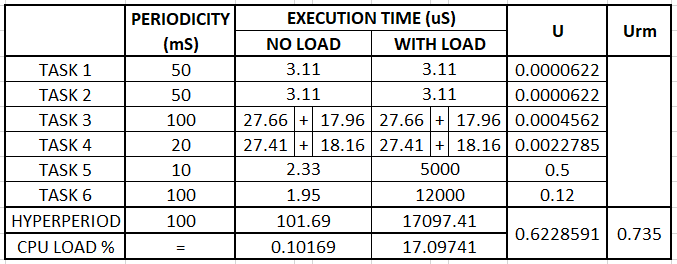 PERIODICITY (mS) EXECUTION TIME (uS) U Urm
NO LOAD WITH LOAD
TASK 1 50 3.11 3.11 0.0000622
TASK 2 50 3.11 3.11 0.0000622
TASK 3 100 27.66 + 17.96 27.66 + 17.96 0.0004562
TASK 4 20 27.41 + 18.16 27.41 + 18.16 0.0022785
TASK 5 10 2.33 5000 0.5
TASK 6 100 1.95 12000 0.12
HYPERPERIOD 100 101.69 17097.41 0.6228591 0.735
CPU LOAD % = 0.10169 17.09741